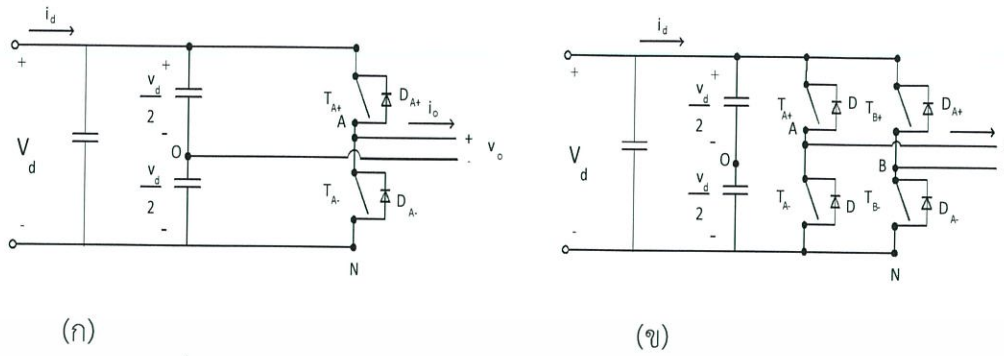 i_d
+
T_A+
D_A+
v_d
2
-
A
i_o
+
V_d
O
v_o
-
+
v_d
2
T_A-
D_A-
-
-
N
(ก)
i_d
+
+
v_d
2
-
T_A+
D
T_B+
D_A+
A
V_d
O
B
v_d
2
T_A-
D
T_B-
D_A-
-
-
N
(ข)